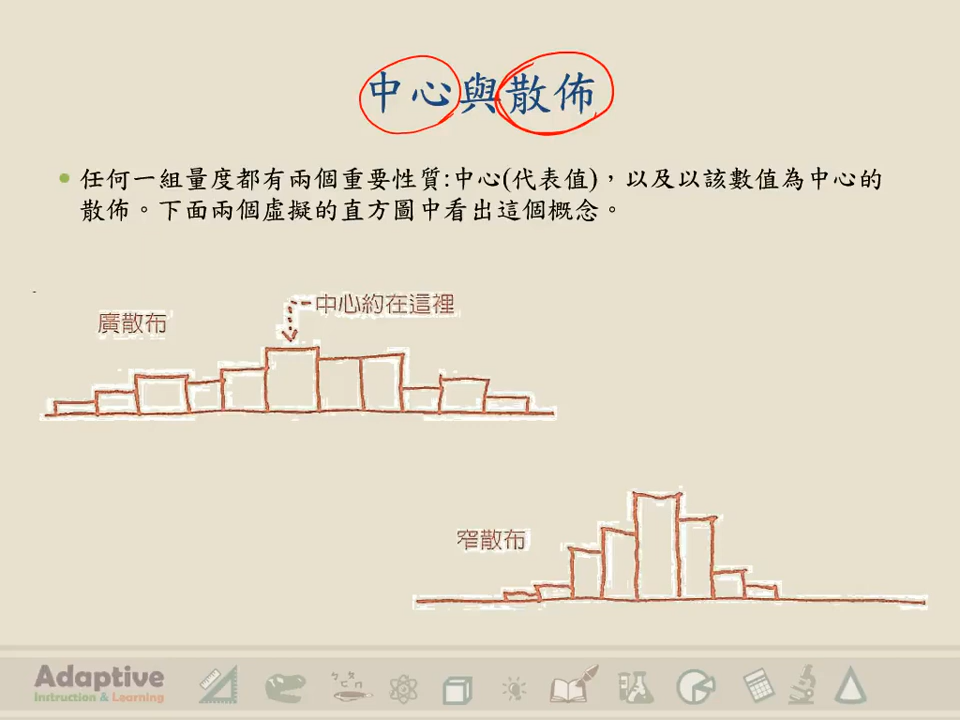 中心與散佈
任何一組量度都有兩個重要性質:中心(代表值)，以及以該數值為中心的
散佈。下面兩個虛擬的直方圖中看出這個概念。
中心約在這裡
廣散布
窄散布
Adaptive
Instruction & Learning